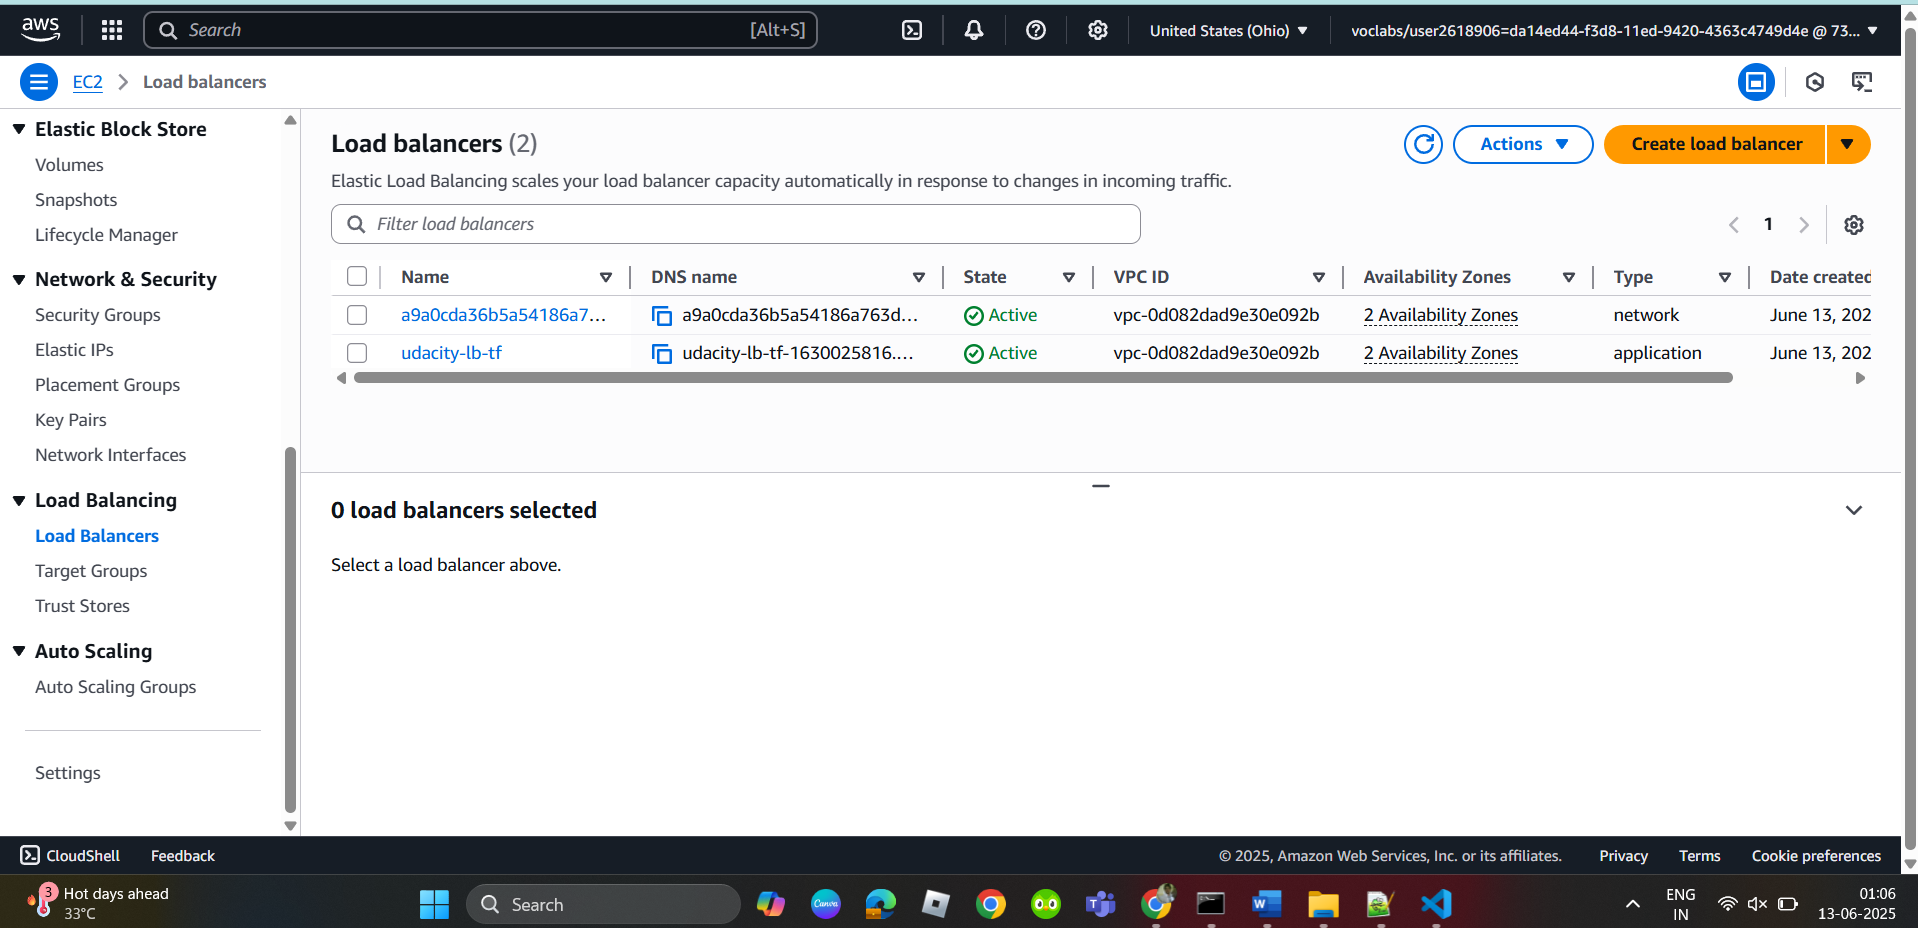 aws
Search [Alt+S]
United States (Ohio)
voclabs/user2618906=da14ed44-f3d8-11ed-9420-4363c4749d4e @ 73...
EC2 Load balancers
Elastic Block Store
Volumes
Snapshots
Lifecycle Manager
Network & Security
Security Groups
Elastic IPs
Placement Groups
Key Pairs
Network Interfaces
Load Balancing
Load Balancers
Target Groups
Trust Stores
Auto Scaling
Auto Scaling Groups
Settings
Load balancers (2)
Actions
Create load balancer
Elastic Load Balancing scales your load balancer capacity automatically in response to changes in incoming traffic.
Filter load balancers
1
Name DNS name State VPC ID Availability Zones Type Date created
a9a0cda36b5a54186a7... a9a0cda36b5a54186a763d... Active vpc-0d082dad9e30e092b 2 Availability Zones network June 13, 202
udacity-lb-tf udacity-lb-tf-1630025816.... Active vpc-0d082dad9e30e092b 2 Availability Zones application June 13, 202
0 load balancers selected
Select a load balancer above.
CloudShell Feedback
© 2025, Amazon Web Services, Inc. or its affiliates. Privacy Terms Cookie preferences
3
Hot days ahead
33°C
Search
Canva
ENG
IN
01:06
13-06-2025